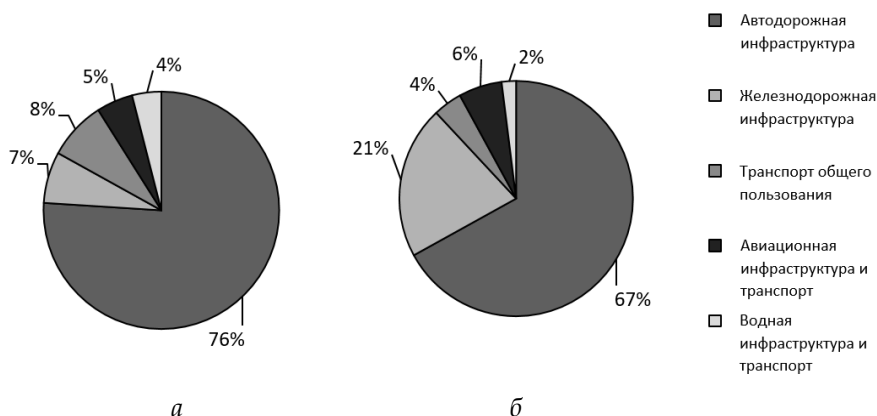 4%
5%
8%
7%
76%
а
2%
6%
4%
21%
67%
б
Автодорожная
инфраструктура
Железнодорожная
инфраструктура
Транспорт общего
пользования
Авиационная
инфраструктура и
транспорт
Водная
инфраструктура и
транспорт